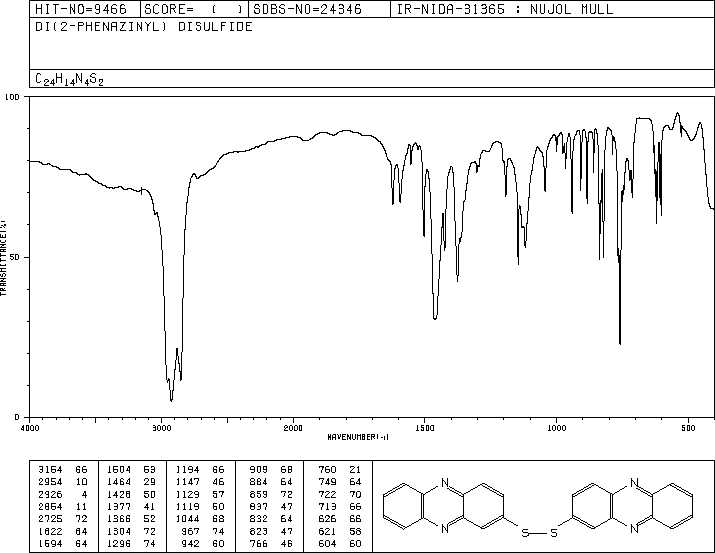 HIT-NO=9466 SCORE= ( ) SDBS-NO=24346 IR-NIDA-31365 : NUJOL MULL
DI(2-PHENAZINYL) DISULFIDE
C24H14N4S2
100
50
0
TRANSMITTANCE(%)
4000 3000 2000 1500 1000 500
WAVENUMBER(-1)
3154 66 1504 53 1194 66 909 68 760 21
2954 10 1464 29 1147 46 884 64 749 64
2926 4 1428 50 1129 57 859 72 722 70
2854 11 1377 41 1119 50 837 47 713 66
2725 72 1366 52 1044 68 832 64 626 66
1622 64 1304 72 967 74 823 47 621 58
1594 64 1296 74 942 60 766 46 604 60
N N
S S
N N